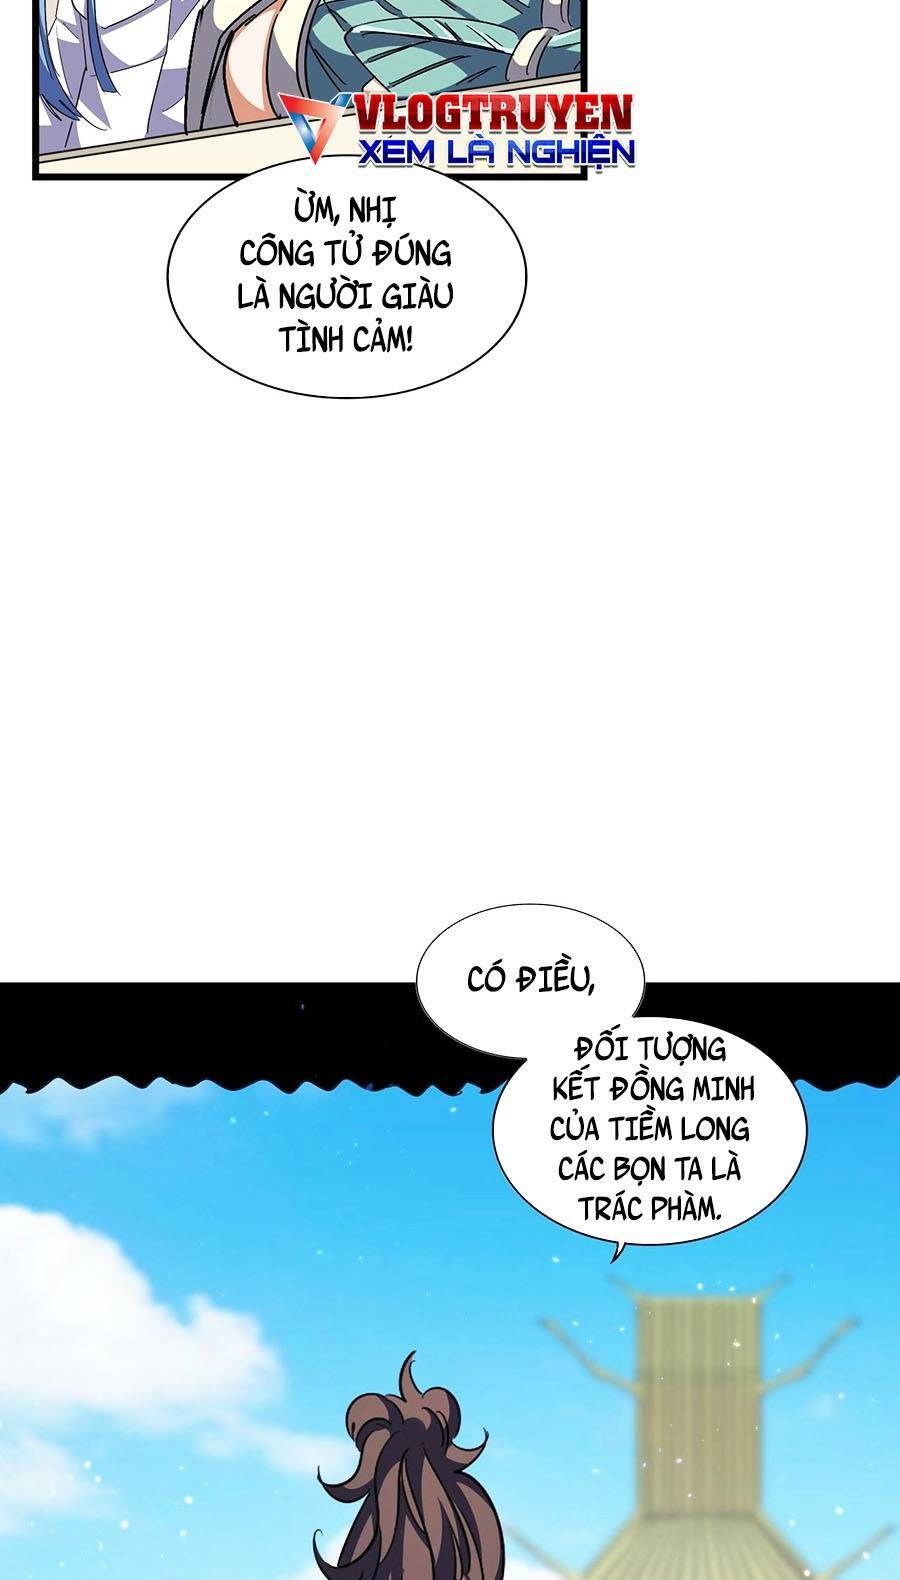 VLOGTRUYEN
XEM LÀ NGHIỆN
ỪM, NHỊ
CÔNG TỬ ĐÚNG
LÀ NGƯỜI GIÀU
TÌNH CẢM!
CÓ ĐIỀU,
ĐỐI TƯỢNG
KẾT ĐỒNG MINH
CỦA TIỀM LONG
CÁC BỌN TA LÀ
TRÁC PHÀM.